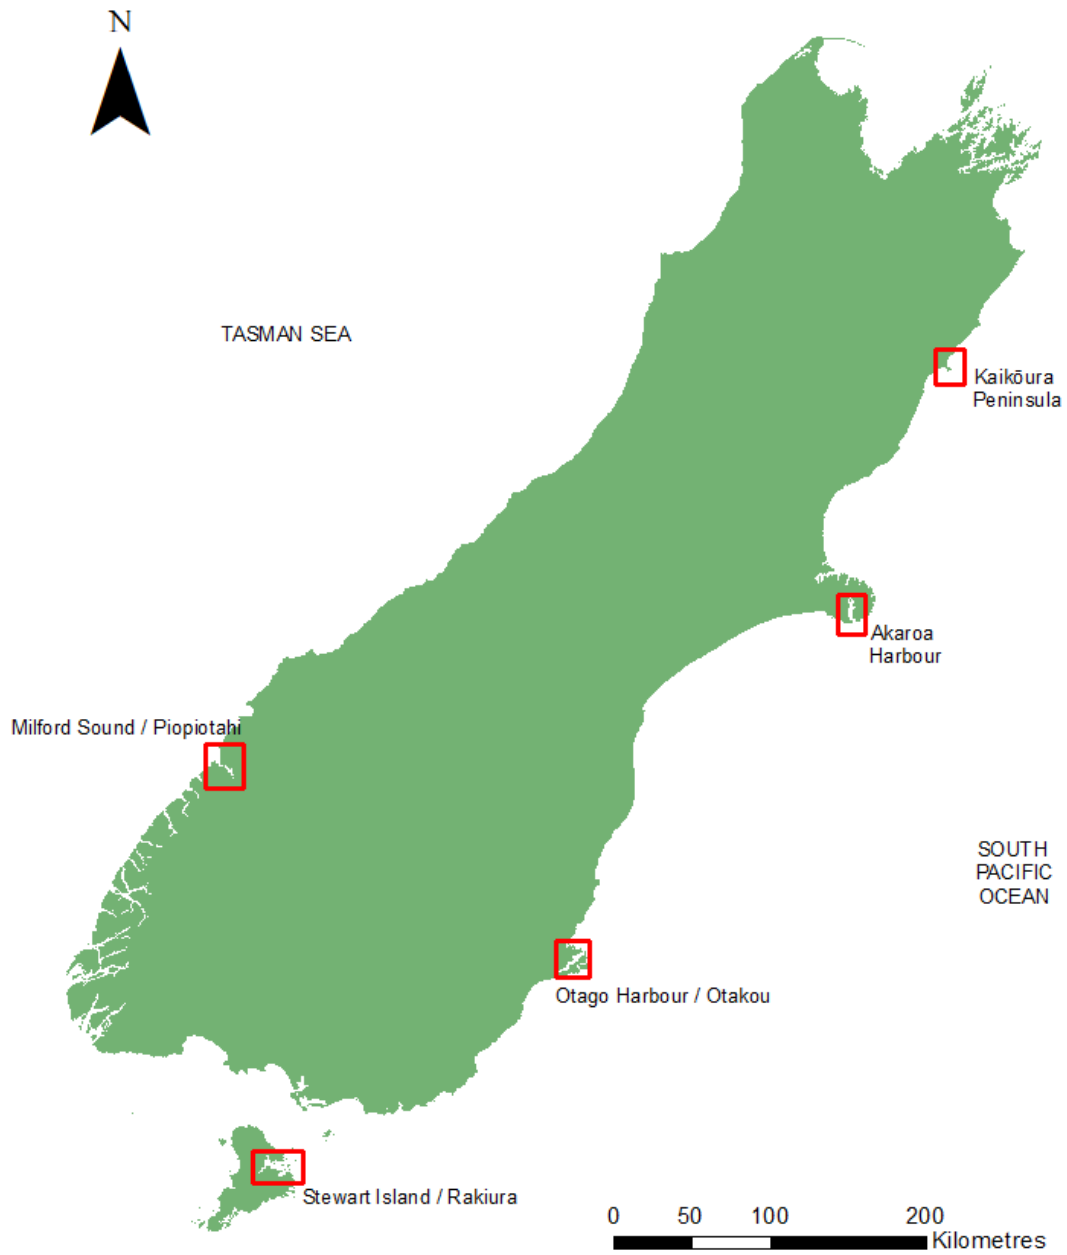 N
TASMAN SEA
Kaikōura
Peninsula
Akaroa
Harbour
Milford Sound / Piopiotahi
SOUTH
PACIFIC
OCEAN
Otago Harbour / Otakou
Stewart Island / Rakiura
0 50 100 200
Kilometres